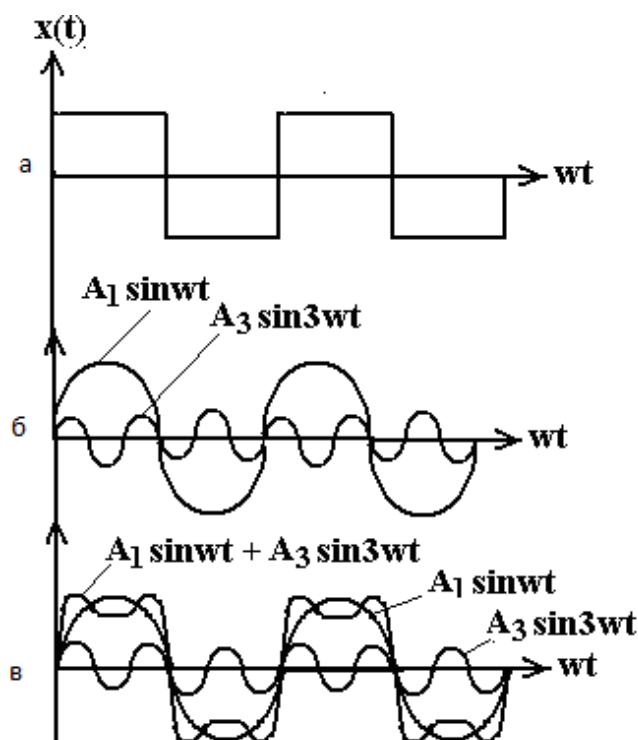 x(t)
а
wt
A1 sinwt
A3 sin3wt
б
wt
A1 sinwt + A3 sin3wt
A1 sinwt
A3 sin3wt
в
wt